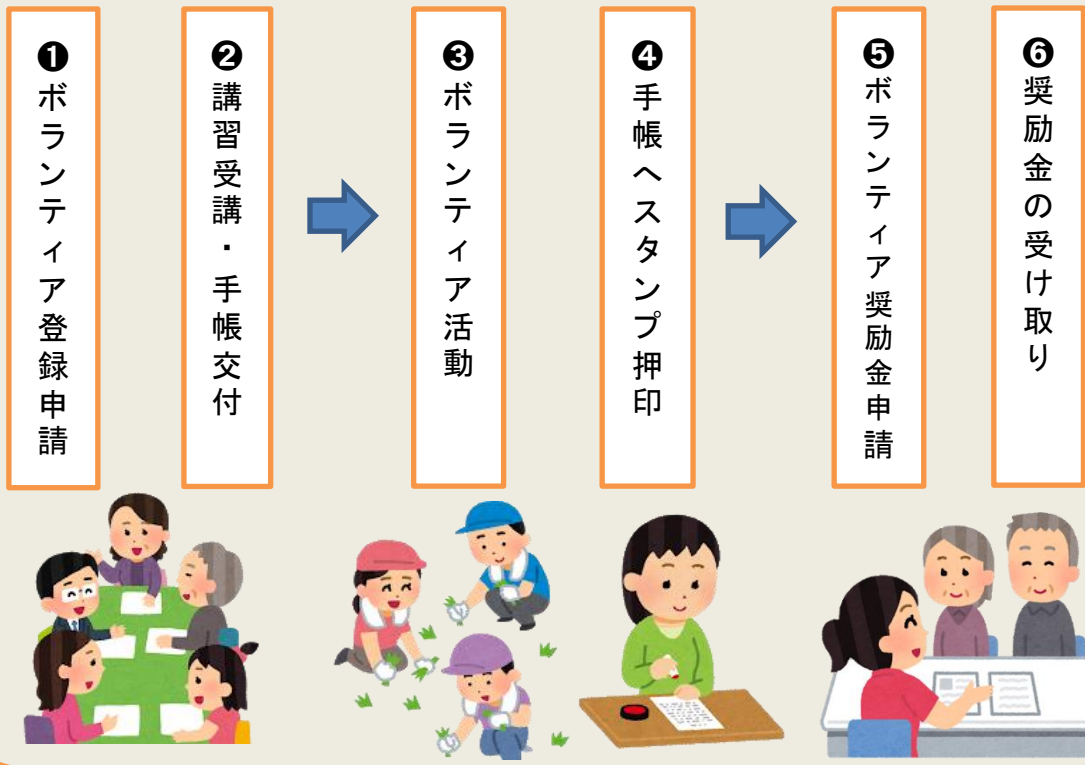 ❶ボランティア登録申請
❷講習受講・手帳交付
❸ボランティア活動
❹手帳へスタンプ押印
❺ボランティア奨励金申請
❻奨励金の受け取り